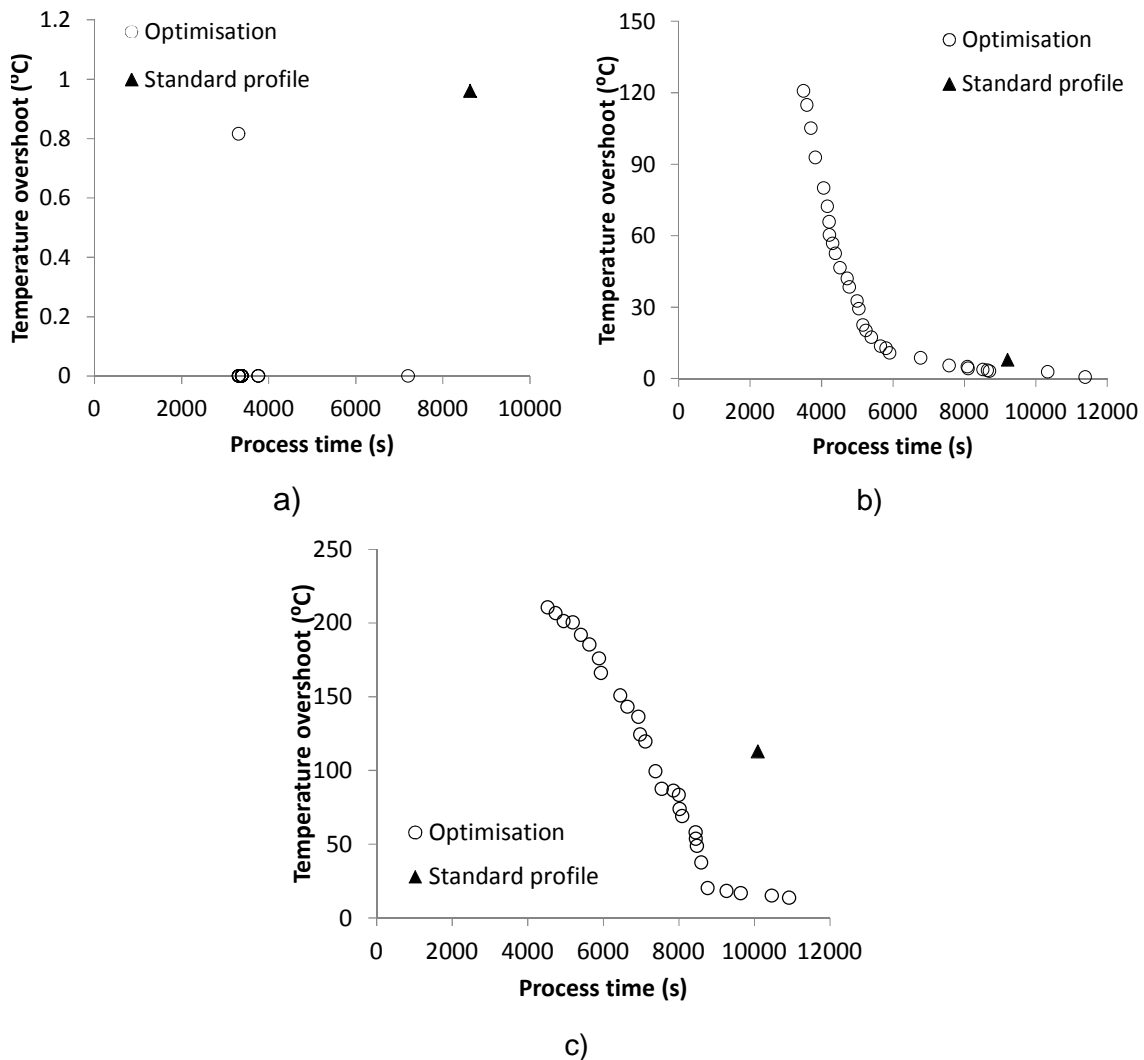 Temperature overshoot (ºC)
1.2
1
0.8
0.6
0.4
0.2
0
Optimisation
Standard profile
0 2000 4000 6000 8000 10000
Process time (s)
a)
Temperature overshoot (ºC)
150
120
90
60
30
0
Optimisation
Standard profile
0 2000 4000 6000 8000 10000 12000
Process time (s)
b)
Temperature overshoot (ºC)
250
200
150
100
50
0
Optimisation
Standard profile
0 2000 4000 6000 8000 10000 12000
Process time (s)
c)